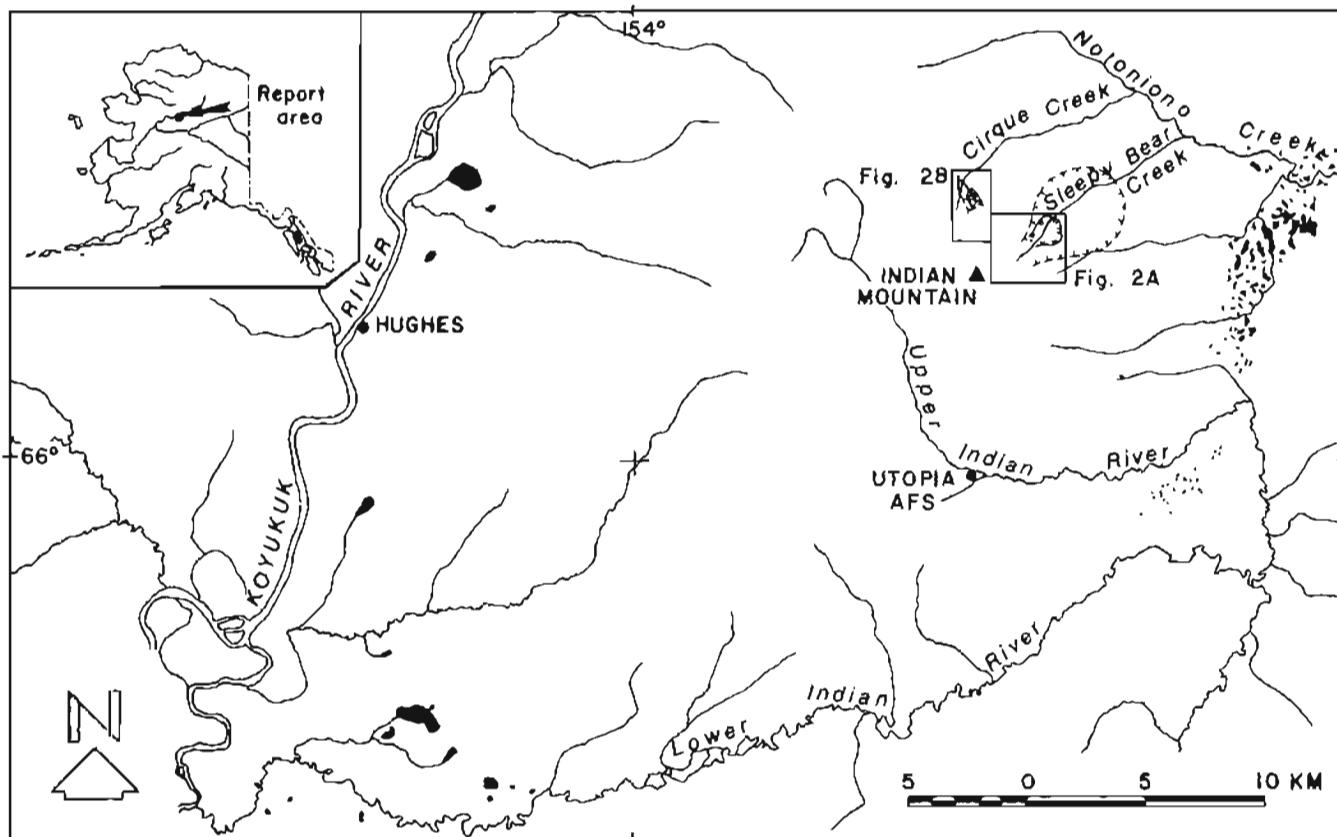 154°
Report
area
Notoniono
Creek
Cirque Creek
Sleepy Bear
Creek
Fig. 2B
Fig. 2A
INDIAN
MOUNTAIN
RIVER
HUGHES
Upper
Indian River
66°
UTOPIA
AFS
KOYUKUK
Lower Indian River
N
5 0 5 10 KM